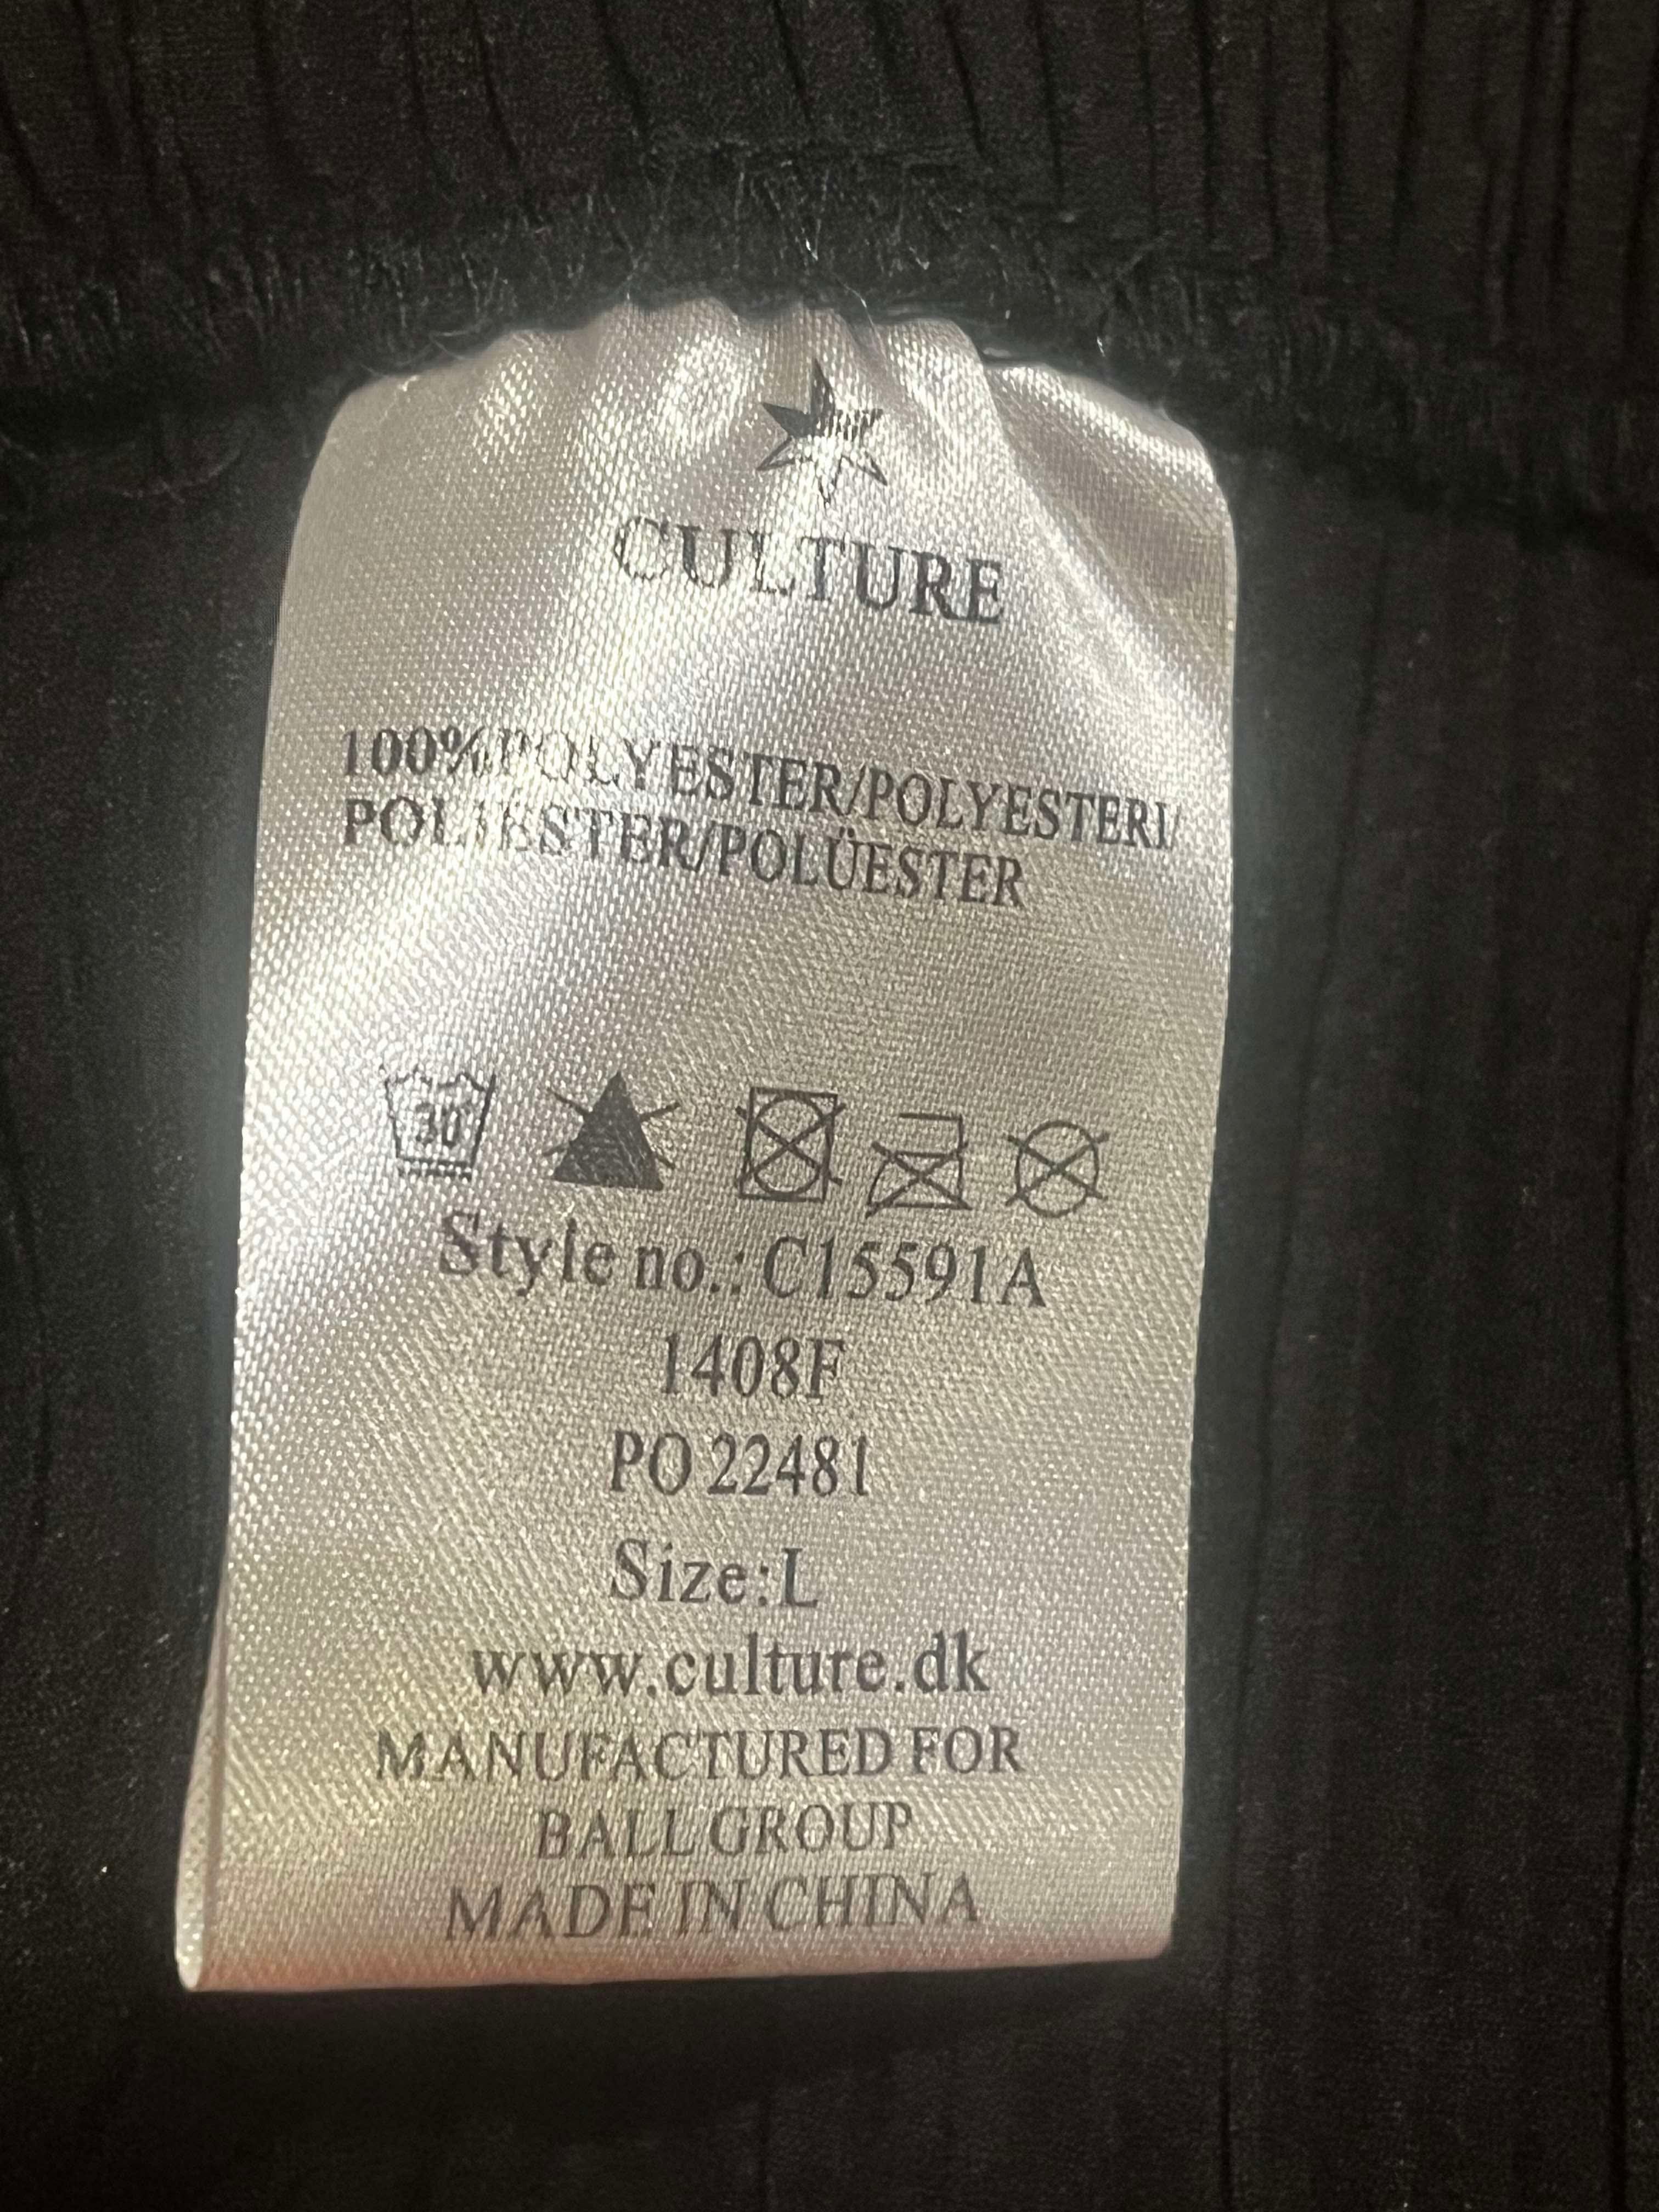 CULTURE
100%POLYESTER/POLYESTERI/
POLIESTER/POLÜESTER
30°
Style no.: C15591A
1408F
PO 22481
Size:L
www.culture.dk
MANUFACTURED FOR
BALL GROUP
MADE IN CHINA